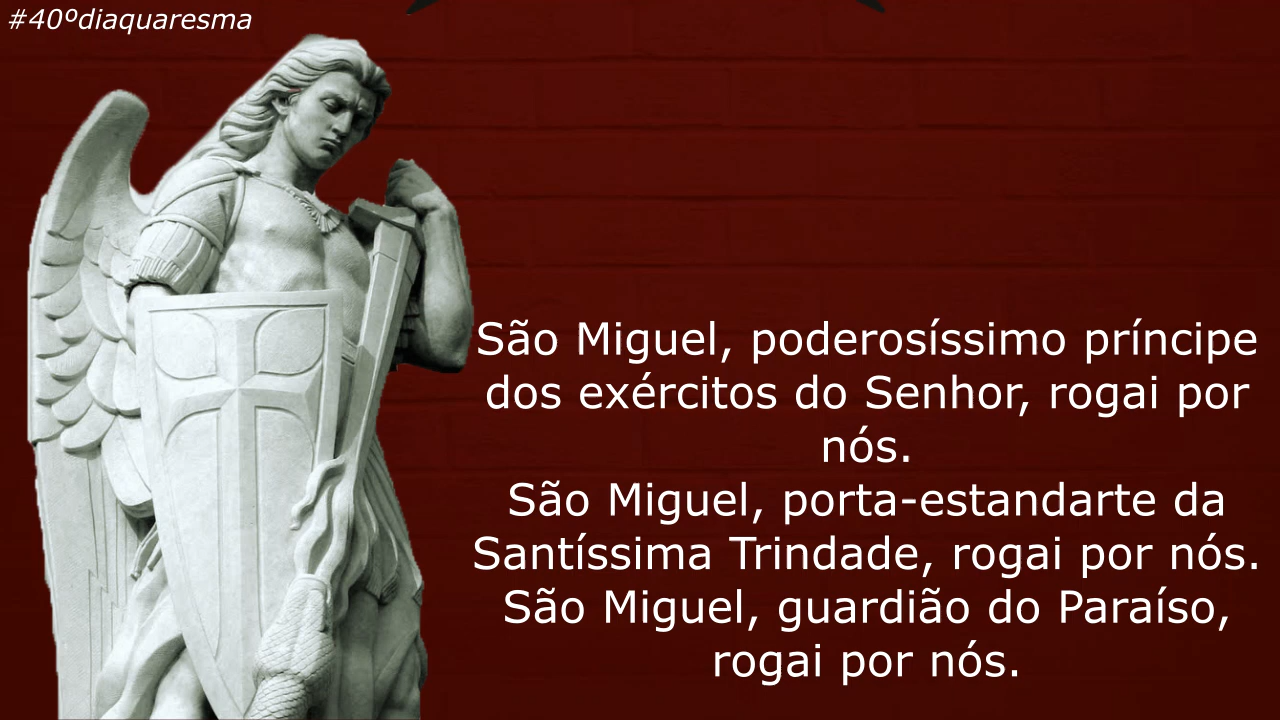 #40ºdiaquaresma
São Miguel, poderosíssimo príncipe
dos exércitos do Senhor, rogai por
nós.
São Miguel, porta-estandarte da
Santíssima Trindade, rogai por nós.
São Miguel, guardião do Paraíso,
rogai por nós.